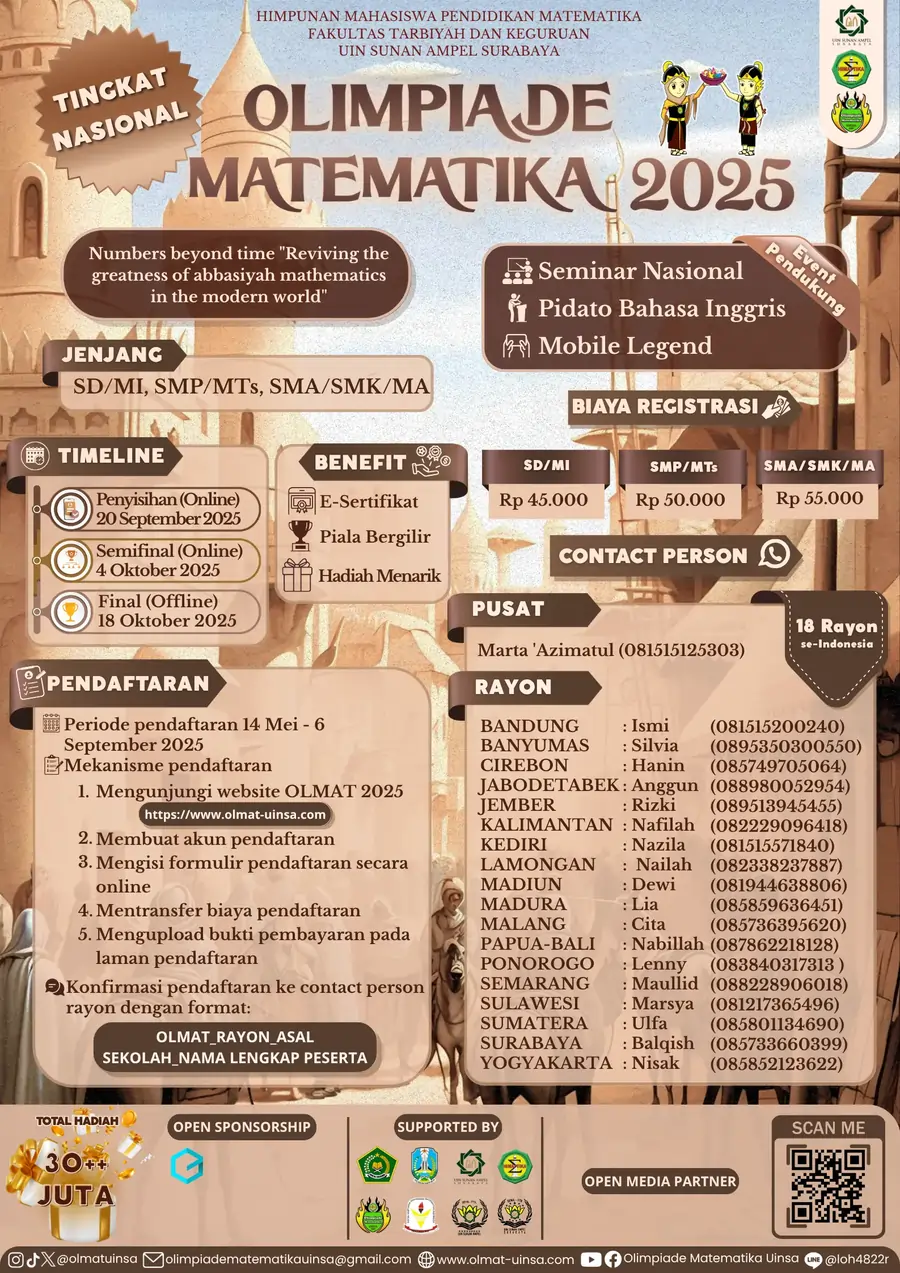 HIMPUNAN MAHASISWA PENDIDIKAN MATEMATIKA
FAKULTAS TARBIYAH DAN KEGURUAN
UIN SUNAN AMPEL SURABAYA
TINGKAT
NASIONAL
OLIMPIADE
MATEMATIKA 2025
UIN SUNAN AMPEL
SURABAYA
Numbers beyond time "Reviving the
greatness of abbasiyah mathematics
in the modern world"
Event
Pendukung
Seminar Nasional
Pidato Bahasa Inggris
Mobile Legend
JENJANG
SD/MI, SMP/MTs, SMA/SMK/MA
BIAYA REGISTRASI
SD/MI
Rp 45.000
SMP/MTs
Rp 50.000
SMA/SMK/MA
Rp 55.000
TIMELINE
Penyisihan (Online)
20 September 2025
Semifinal (Online)
4 Oktober 2025
Final (Offline)
18 Oktober 2025
BENEFIT
E-Sertifikat
Piala Bergilir
Hadiah Menarik
CONTACT PERSON
PUSAT
Marta 'Azimatul (081515125303)
18 Rayon
se-Indonesia
RAYON
BANDUNG : Ismi (081515200240)
BANYUMAS : Silvia (0895350300550)
CIREBON : Hanin (085749705064)
JABODETABEK : Anggun (088980052954)
JEMBER : Rizki (089513945455)
KALIMANTAN : Nafilah (082229096418)
KEDIRI : Nazila (081515571840)
LAMONGAN : Nailah (082338237887)
MADIUN : Dewi (081944638806)
MADURA : Lia (085859636451)
MALANG : Cita (085736395620)
PAPUA-BALI : Nabillah (087862218128)
PONOROGO : Lenny (083840317313 )
SEMARANG : Maullid (088228906018)
SULAWESI : Marsya (081217365496)
SUMATERA : Ulfa (085801134690)
SURABAYA : Balqish (085733660399)
YOGYAKARTA : Nisak (085852123622)
PENDAFTARAN
Periode pendaftaran 14 Mei - 6
September 2025
Mekanisme pendaftaran
1. Mengunjungi website OLMAT 2025
https://www.olmat-uinsa.com
2. Membuat akun pendaftaran
3. Mengisi formulir pendaftaran secara
online
4. Mentransfer biaya pendaftaran
5. Mengupload bukti pembayaran pada
laman pendaftaran
Konfirmasi pendaftaran ke contact person
rayon dengan format:
OLMAT_RAYON_ASAL
SEKOLAH_NAMA LENGKAP PESERTA
TOTAL HADIAH
30++
JUTA
OPEN SPONSORSHIP
SUPPORTED BY
OPEN MEDIA PARTNER
SCAN ME
@olmatuinsa
olimpiadematematikauinsa@gmail.com
www.olmat-uinsa.com
Olimpiade Matematika Uinsa
LINE
@loh4822r